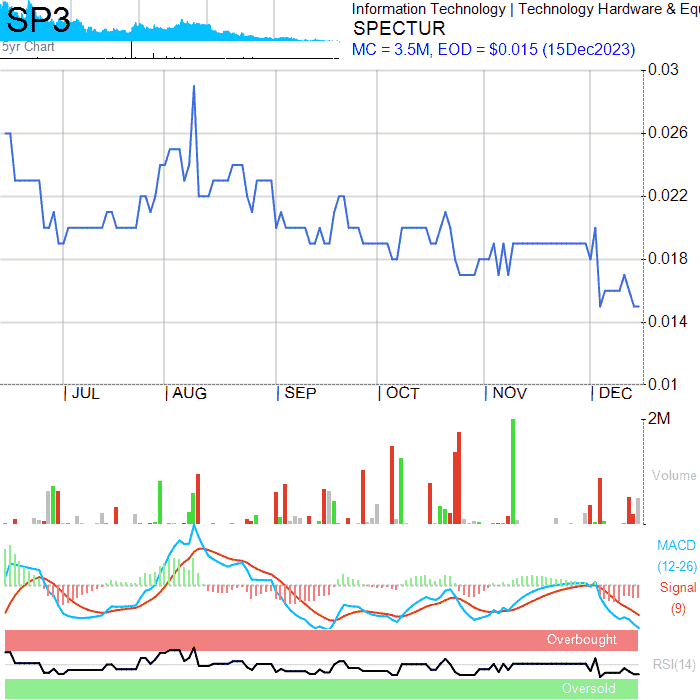 SP3
5yr Chart
Information Technology | Technology Hardware & Equ
SPECTUR
MC = 3.5M, EOD = $0.015 (15Dec2023)
0.03
0.026
0.022
0.018
0.014
0.01
JUL AUG SEP OCT NOV DEC
2M
Volume
MACD
(12-26)
Signal
(9)
Overbought
RSI(14)
Oversold